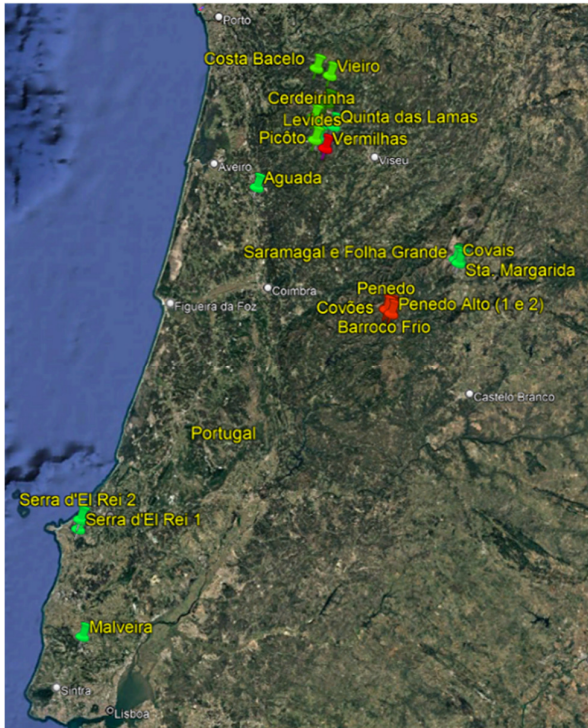 Porto
Costa Bacelo
Vieiro
Cerdeirinha
Levides
Quinta das Lamas
Picôto
Vermilhas
Viseu
Aveiro
Aguada
Saramagal e Folha Grande
Covais
Sta. Margarida
Coimbra
Penedo
Figueira da Foz
Covões
Penedo Alto (1 e 2)
Barroco Frio
Castelo Branco
Portugal
Serra d'El Rei 2
Serra d'El Rei 1
Malveira
Sintra
Lisboa